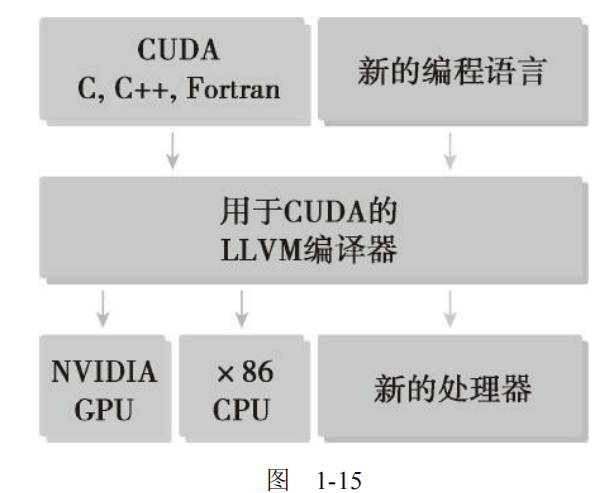 CUDA
C, C++, Fortran
新的编程语言
用于CUDA的
LLVM编译器
NVIDIA
GPU
×86
CPU
新的处理器
图 1-15